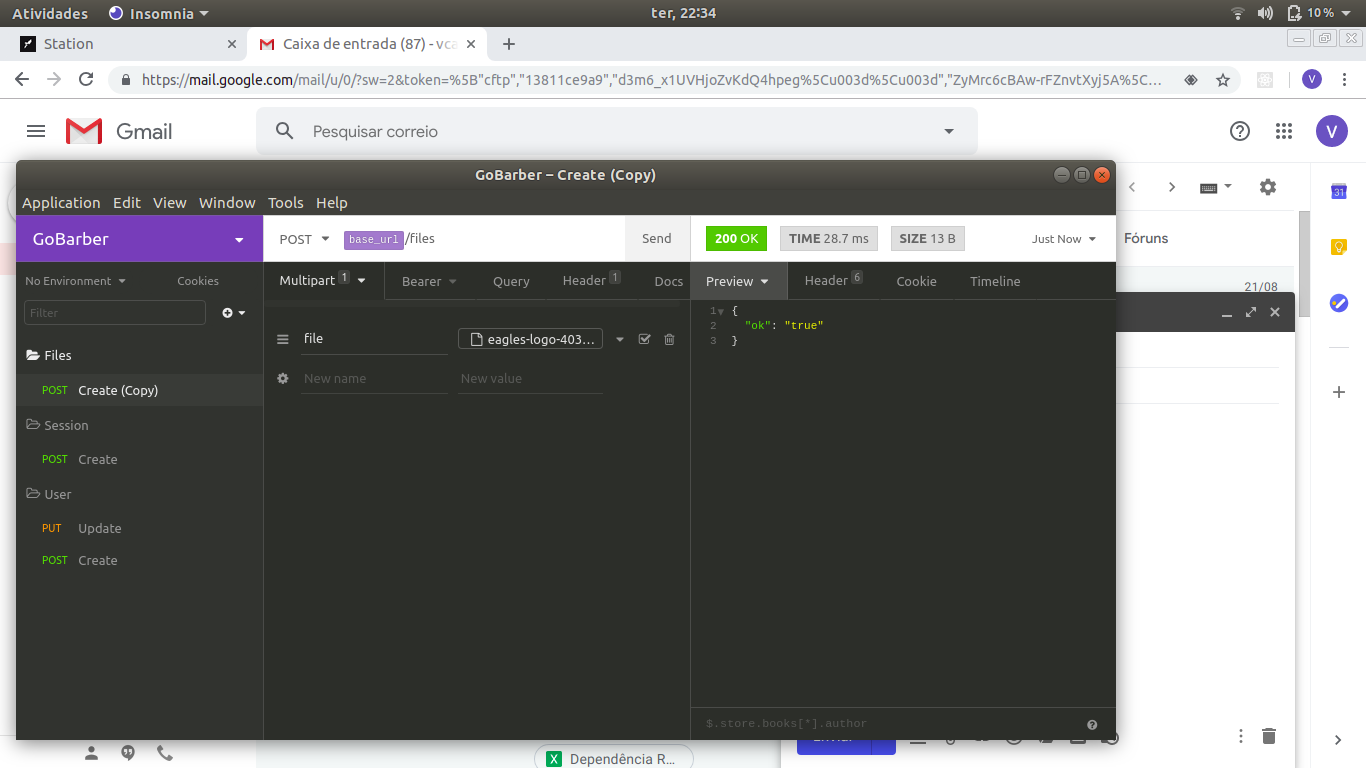 Atividades Insomnia ter, 22:34 10 %
Station Caixa de entrada (87) - vca
https://mail.google.com/mail/u/0/?sw=2&token=%5B"cftp","13811ce9a9","d3m6_x1UVHjoZvKdQ4hpeg%5Cu003d%5Cu003d","ZyMrc6cBAw-rFZnvtXyj5A%5C... V
Gmail Pesquisar correio V
GoBarber – Create (Copy)
Application Edit View Window Tools Help
31
GoBarber POST base_url/files Send 200 OK TIME 28.7 ms SIZE 13 B Just Now Fóruns
No Environment Cookies Multipart 1 Bearer Query Header 1 Docs Preview Header 6 Cookie Timeline
21/08
Filter
1 {
2 "ok": "true"
3 }
file eagles-logo-403...
Files
New name New value
POST Create (Copy)
Session
POST Create
User
PUT Update
POST Create
$.store.books[*].author
Enviar
Dependência R...